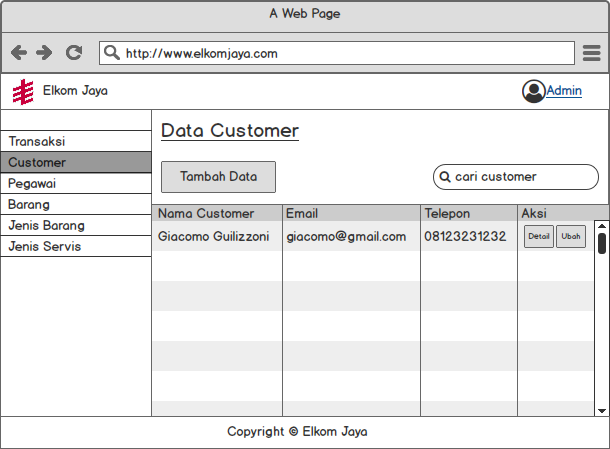 A Web Page
http://www.elkomjaya.com
Elkom Jaya
Admin
Transaksi
Customer
Pegawai
Barang
Jenis Barang
Jenis Servis
Data Customer
Tambah Data
cari customer
Nama Customer Email Telepon Aksi
Giacomo Guilizzoni giacomo@gmail.com 08123231232 Detail Ubah
Copyright © Elkom Jaya